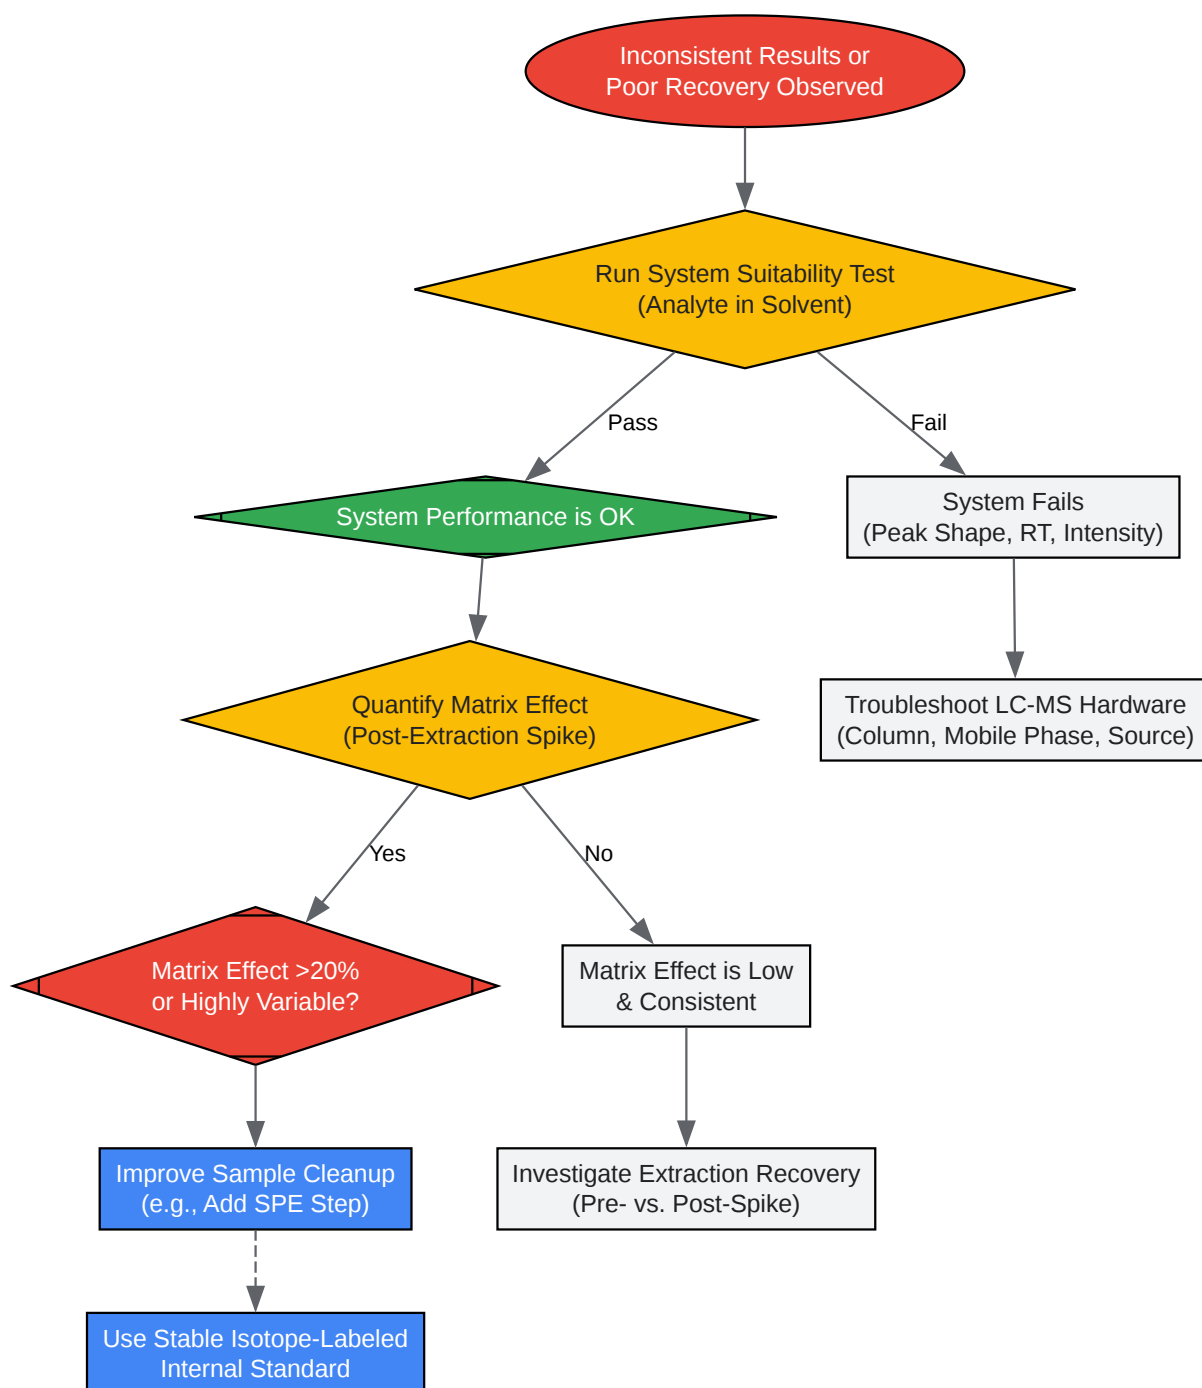 Inconsistent Results or
Poor Recovery Observed
Run System Suitability Test
(Analyte in Solvent)
Pass
Fail
System Performance is OK
System Fails
(Peak Shape, RT, Intensity)
Quantify Matrix Effect
(Post-Extraction Spike)
Troubleshoot LC-MS Hardware
(Column, Mobile Phase, Source)
Yes
No
Matrix Effect >20%
or Highly Variable?
Matrix Effect is Low
& Consistent
Improve Sample Cleanup
(e.g., Add SPE Step)
Investigate Extraction Recovery
(Pre- vs. Post-Spike)
Use Stable Isotope-Labeled
Internal Standard